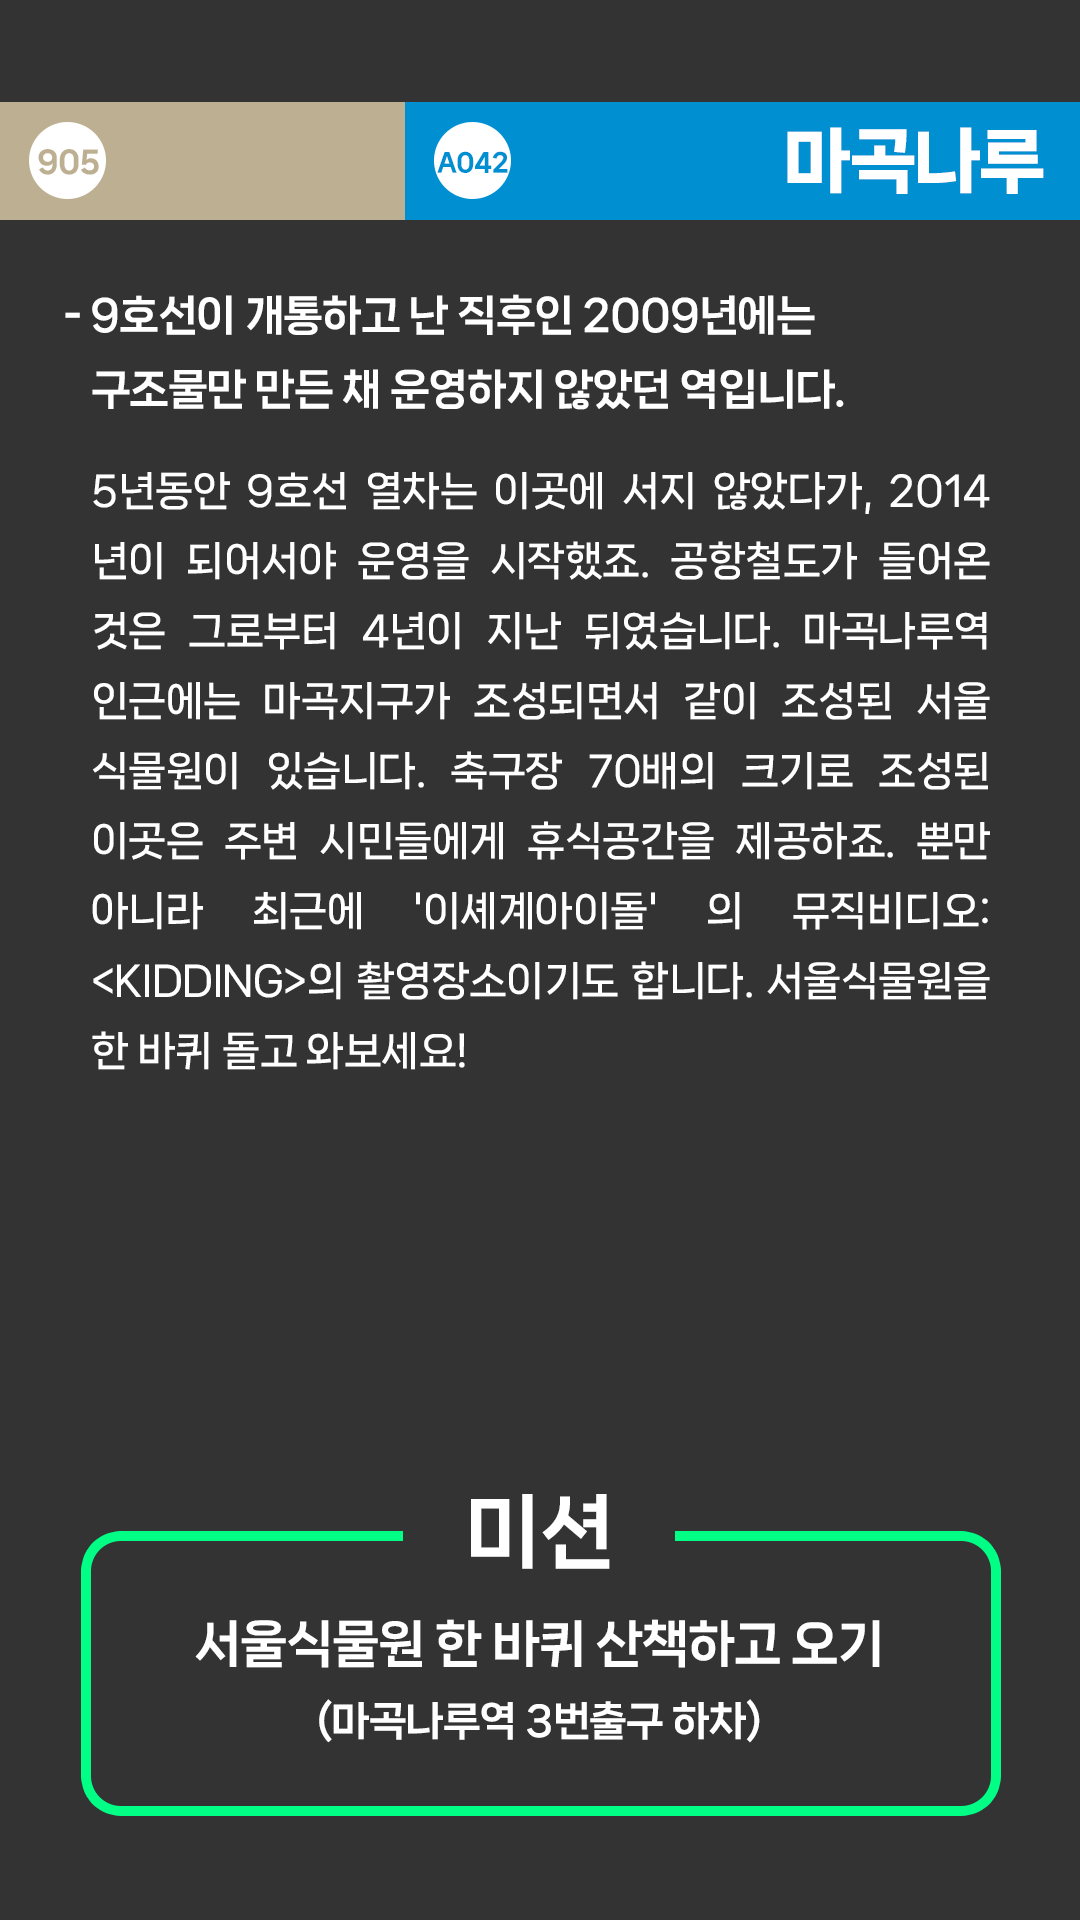 905 A042 마곡나루
- 9호선이 개통하고 난 직후인 2009년에는
구조물만 만든 채 운영하지 않았던 역입니다.
5년동안 9호선 열차는 이곳에 서지 않았다가, 2014
년이 되어서야 운영을 시작했죠. 공항철도가 들어온
것은 그로부터 4년이 지난 뒤였습니다. 마곡나루역
인근에는 마곡지구가 조성되면서 같이 조성된 서울
식물원이 있습니다. 축구장 70배의 크기로 조성된
이곳은 주변 시민들에게 휴식공간을 제공하죠. 뿐만
아니라 최근에 '이세계아이돌' 의 뮤직비디오:
<KIDDING>의 촬영장소이기도 합니다. 서울식물원을
한 바퀴 돌고 와보세요!
미션
서울식물원 한 바퀴 산책하고 오기
(마곡나루역 3번출구 하차)